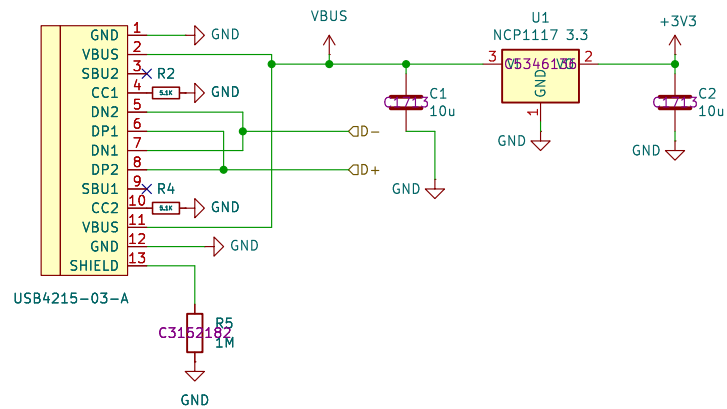 GND 1 GND
VBUS 2
SBU2 3 R2
CC1 4 5.1K GND
DN2 5
DP1 6 D-
DN1 7
DP2 8 D+
SBU1 9 R4
CC2 10 5.1K GND
VBUS 11
GND 12 GND
SHIELD 13
USB4215-03-A
R5
C3152182
1M
GND
VBUS
C1
C1713
10u
GND
U1
NCP1117 3.3
3 2
GND
1
GND
+3V3
C2
C1713
10u
GND